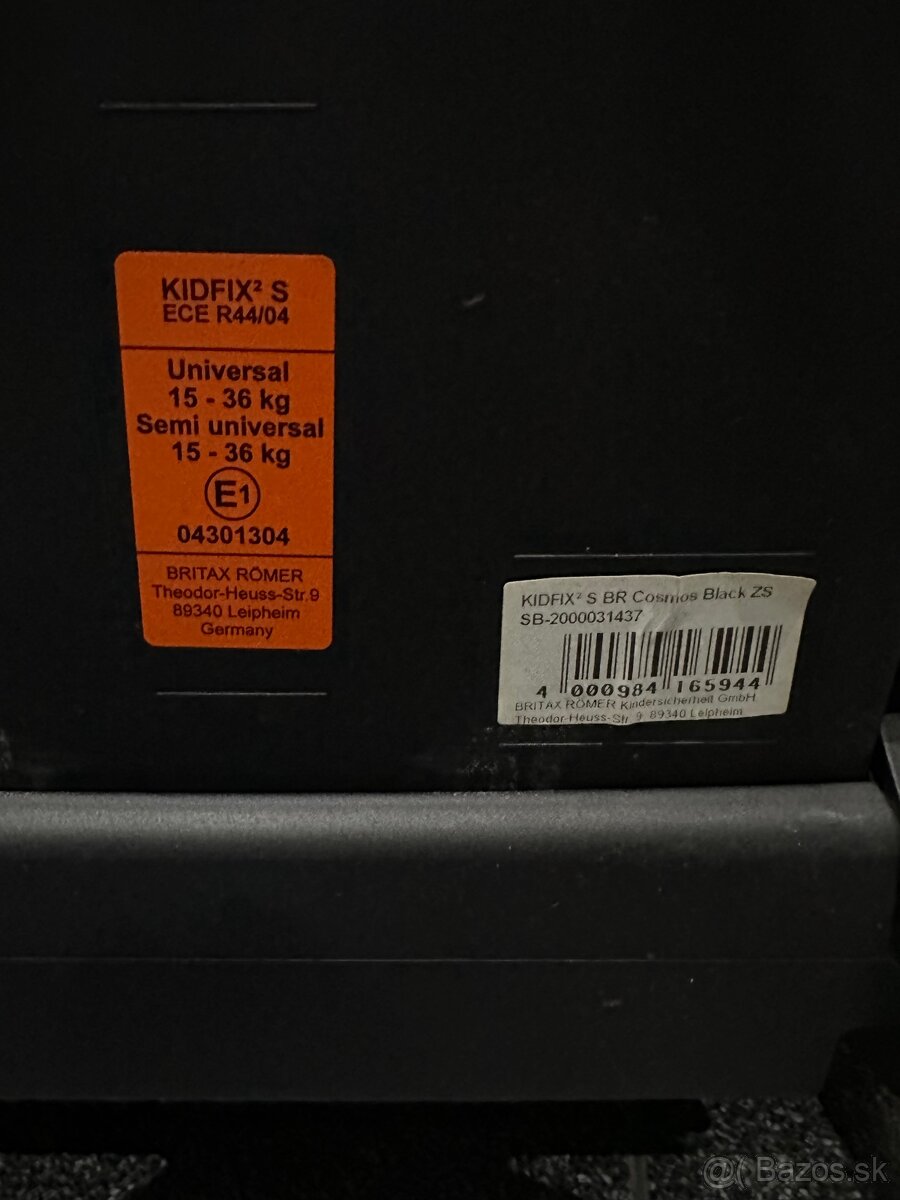 KIDFIX² S
ECE R44/04
Universal
15 - 36 kg
Semi universal
15 - 36 kg
E1
04301304
BRITAX RÖMER
Theodor-Heuss-Str.9
89340 Leipheim
Germany
KIDFIX² S BR Cosmos Black ZS
SB-2000031437
4 000984 165944
BRITAX RÖMER Kindersicherheit GmbH
Theodor-Heuss-Str. 9 89340 Leipheim
@( Bazos.sk